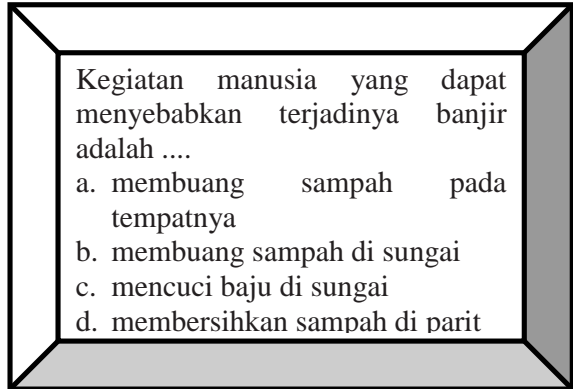 Kegiatan manusia yang dapat
menyebabkan terjadinya banjir
adalah ....
a. membuang sampah pada
tempatnya
b. membuang sampah di sungai
c. mencuci baju di sungai
d. membersihkan sampah di parit